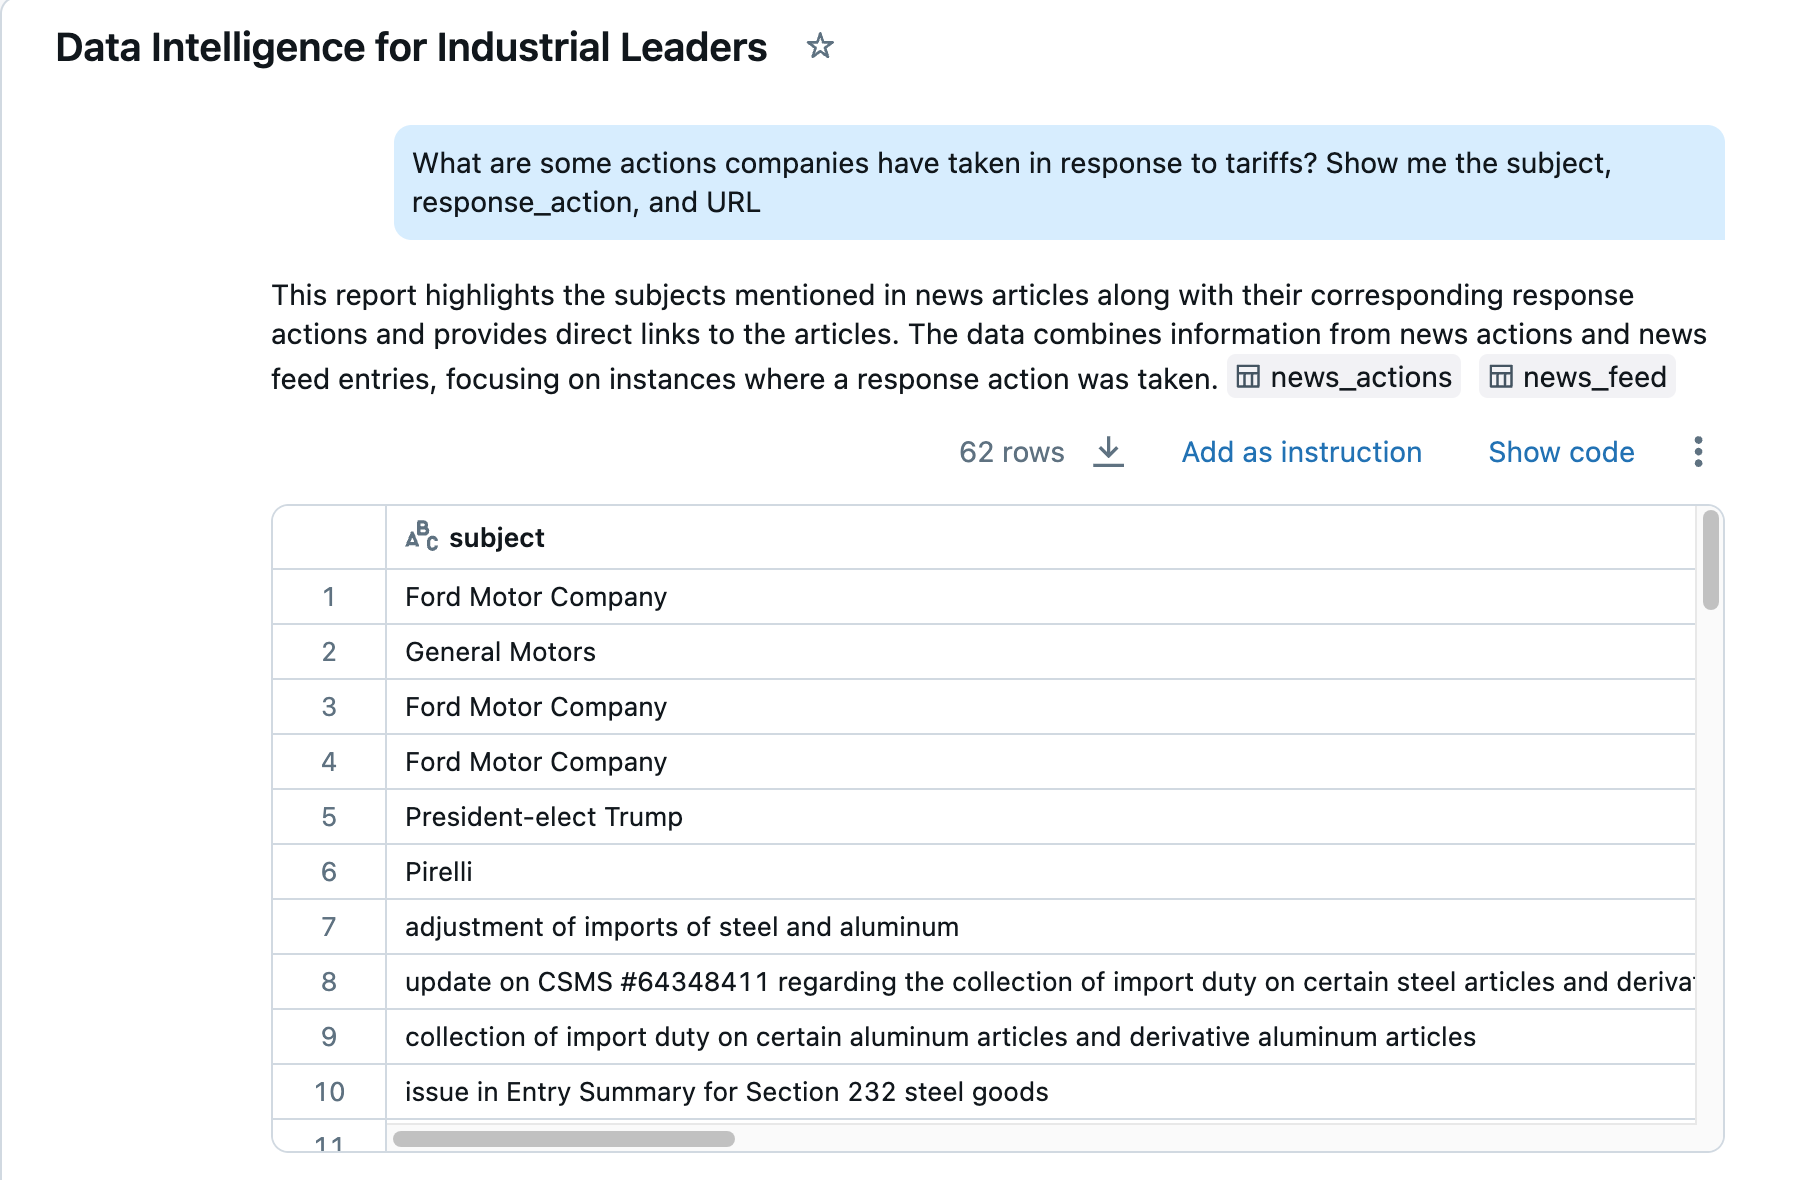 Data Intelligence for Industrial Leaders
What are some actions companies have taken in response to tariffs? Show me the subject,
response_action, and URL
This report highlights the subjects mentioned in news articles along with their corresponding response
actions and provides direct links to the articles. The data combines information from news actions and news
feed entries, focusing on instances where a response action was taken. news_actions news_feed
62 rows Add as instruction Show code
ABC subject
1 Ford Motor Company
2 General Motors
3 Ford Motor Company
4 Ford Motor Company
5 President-elect Trump
6 Pirelli
7 adjustment of imports of steel and aluminum
8 update on CSMS #64348411 regarding the collection of import duty on certain steel articles and deriva
9 collection of import duty on certain aluminum articles and derivative aluminum articles
10 issue in Entry Summary for Section 232 steel goods
11